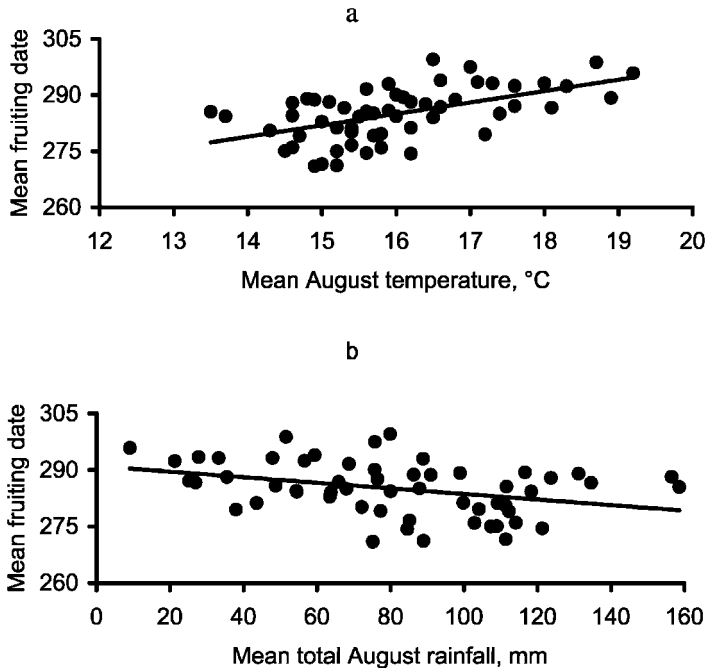 a
305
290
275
260
Mean fruiting date
12 13 14 15 16 17 18 19 20
Mean August temperature, °C
b
305
290
275
260
Mean fruiting date
0 20 40 60 80 100 120 140 160
Mean total August rainfall, mm